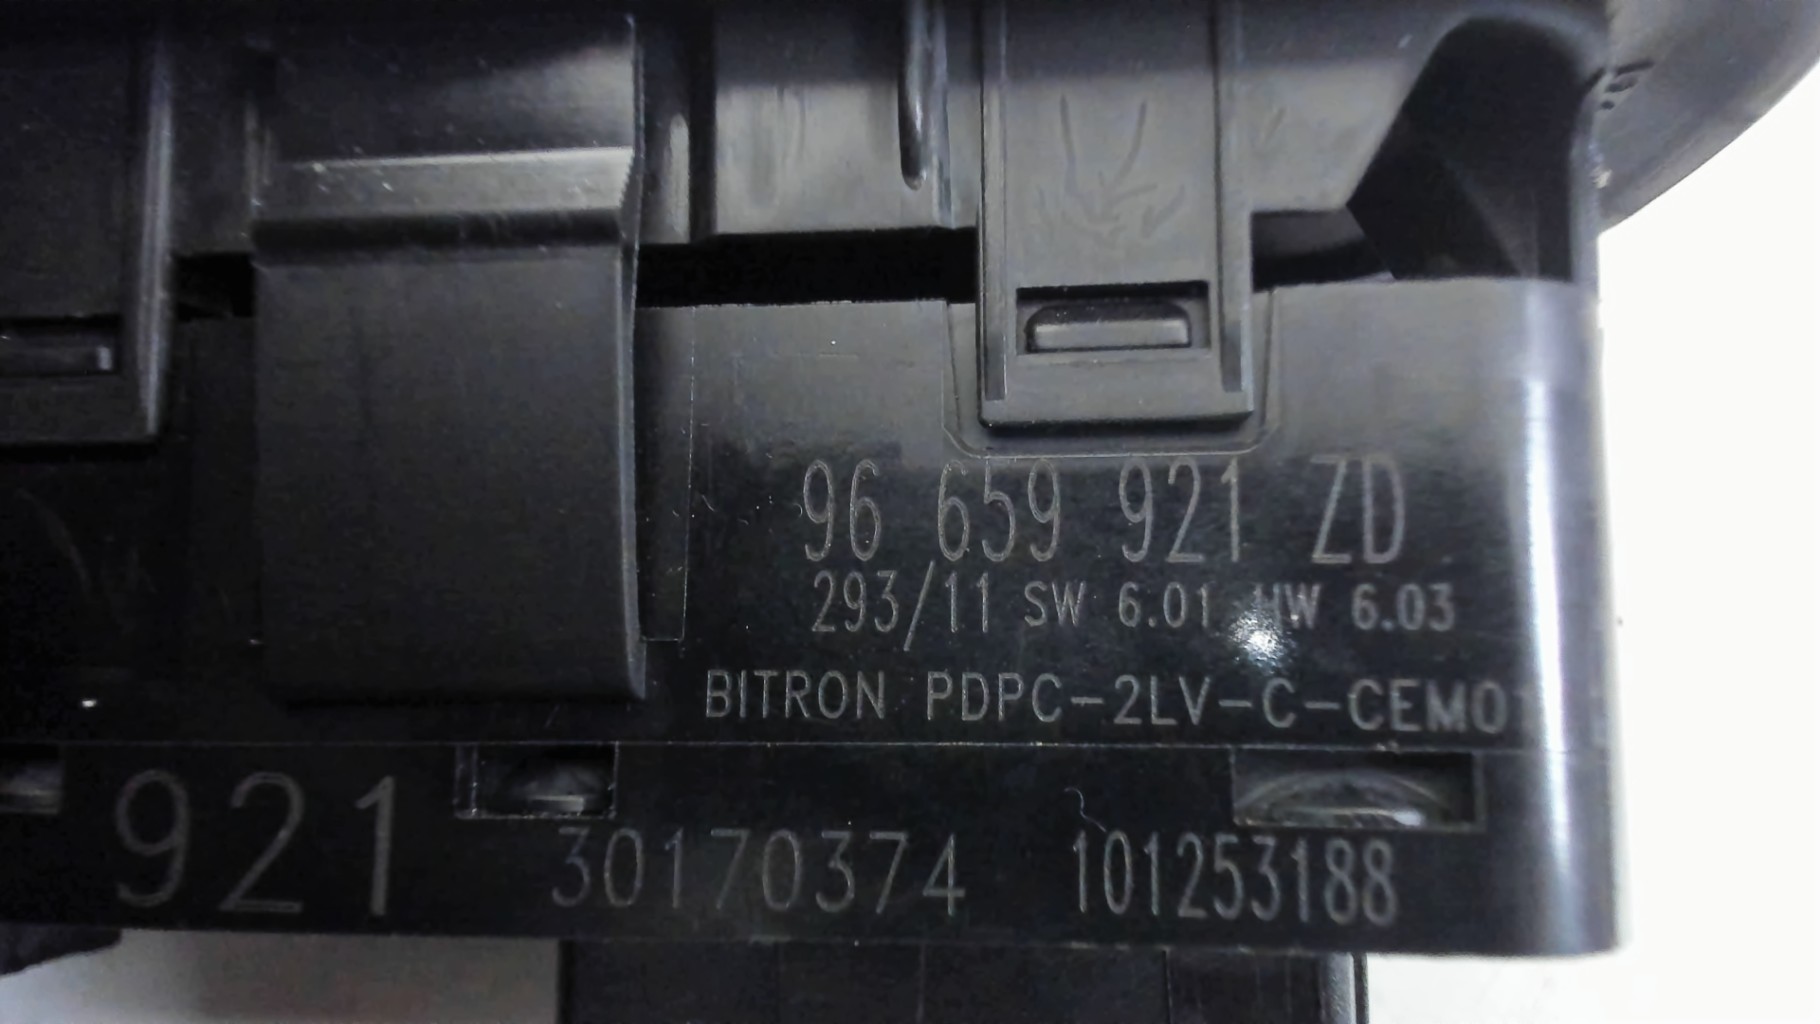 96 659 921 ZD
293/11 SW 6.01 HW 6.03
BITRON PDPC-2LV-C-CEM01
921 30170374 101253188